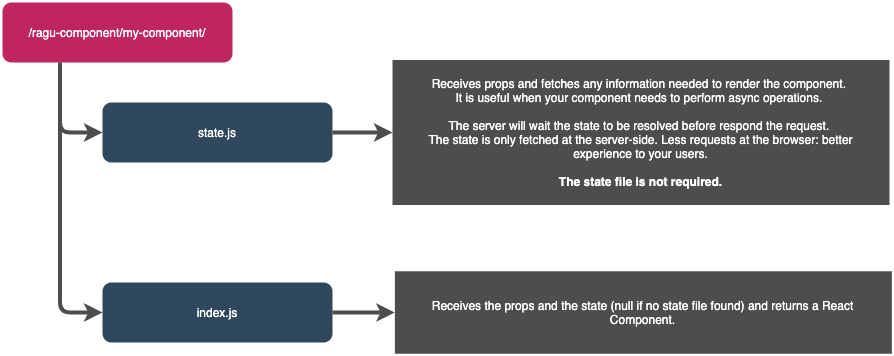 /ragu-component/my-component/
state.js
Receives props and fetches any information needed to render the component.
It is useful when your component needs to perform async operations.
The server will wait the state to be resolved before respond the request.
The state is only fetched at the server-side. Less requests at the browser: better
experience to your users.
The state file is not required.
index.js
Receives the props and the state (null if no state file found) and returns a React
Component.